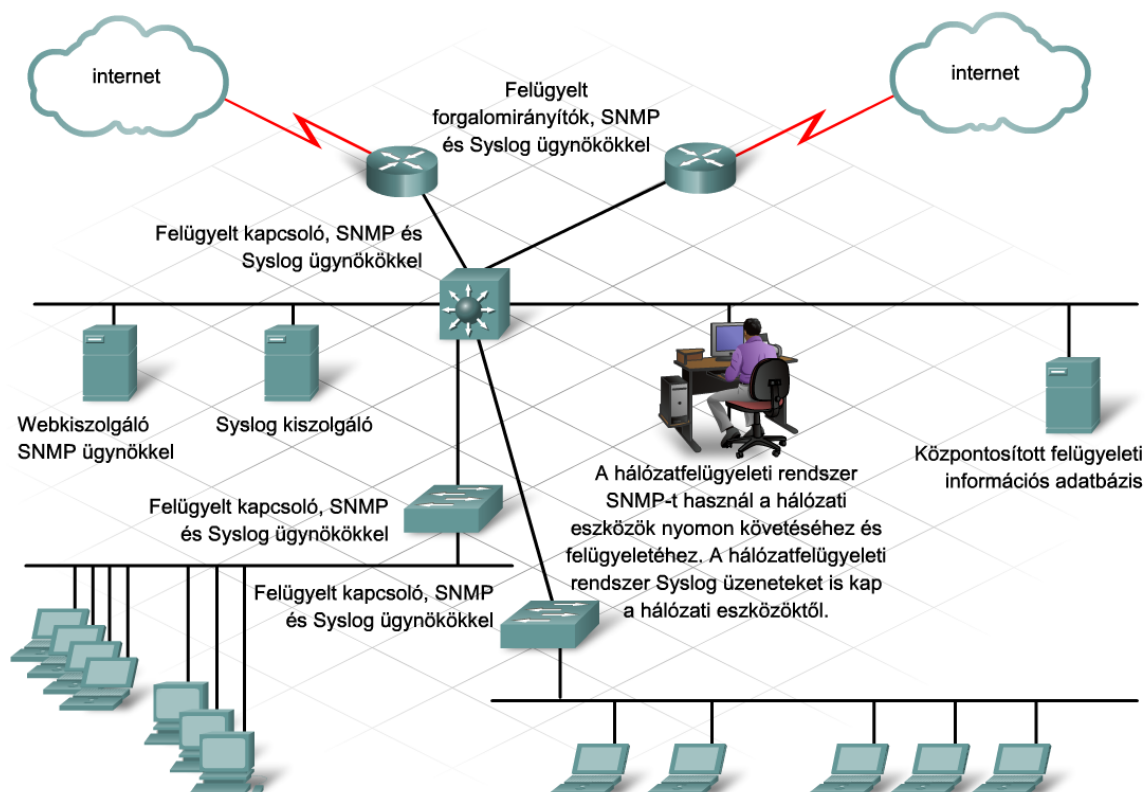 internet
internet
Felügyelt
forgalomirányítók, SNMP
és Syslog ügynökökkel
Felügyelt kapcsoló, SNMP és
Syslog ügynökökkel
Webkiszolgáló
SNMP ügynökkel
Syslog kiszolgáló
A hálózatfelügyeleti rendszer
SNMP-t használ a hálózati
eszközök nyomon követéséhez és
felügyeletéhez. A hálózatfelügyeleti
rendszer Syslog üzeneteket is kap
a hálózati eszközöktől.
Központosított felügyeleti
információs adatbázis
Felügyelt kapcsoló, SNMP
és Syslog ügynökökkel
Felügyelt kapcsoló, SNMP
és Syslog ügynökökkel